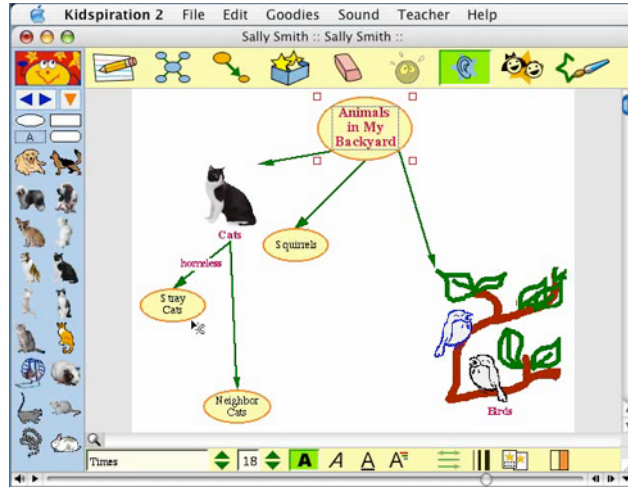 Kidspiration 2 File Edit Goodies Sound Teacher Help
Sally Smith :: Sally Smith ::
A
Animals
in My
Backyard
Cats
Squirrels
homeless
Stray
Cats
Neighbor
Cats
Birds
Times 18 A A A A